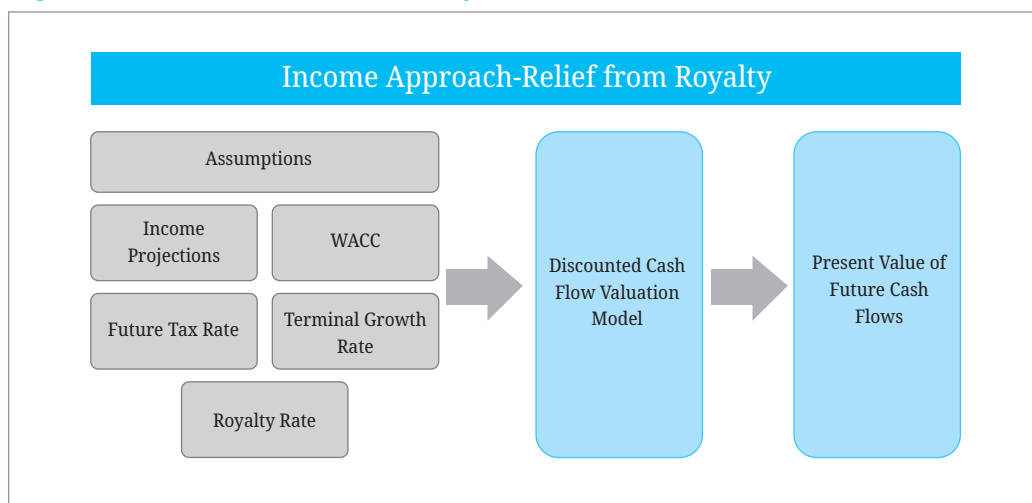 Income Approach-Relief from Royalty
Assumptions
Income
Projections
WACC
Future Tax Rate
Terminal Growth
Rate
Royalty Rate
Discounted Cash
Flow Valuation
Model
Present Value of
Future Cash
Flows